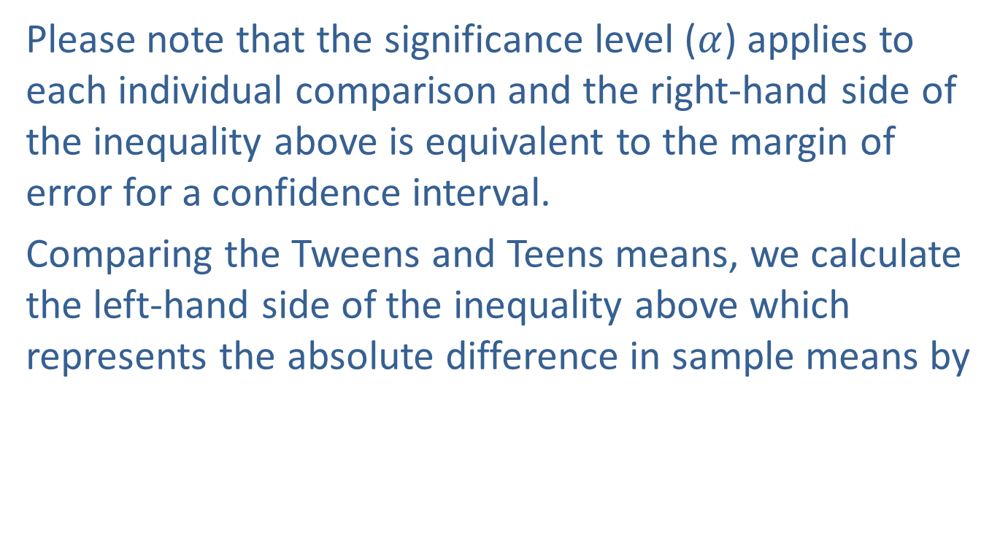 Please note that the significance level (𝛼) applies to
each individual comparison and the right-hand side of
the inequality above is equivalent to the margin of
error for a confidence interval.
Comparing the Tweens and Teens means, we calculate
the left-hand side of the inequality above which
represents the absolute difference in sample means by